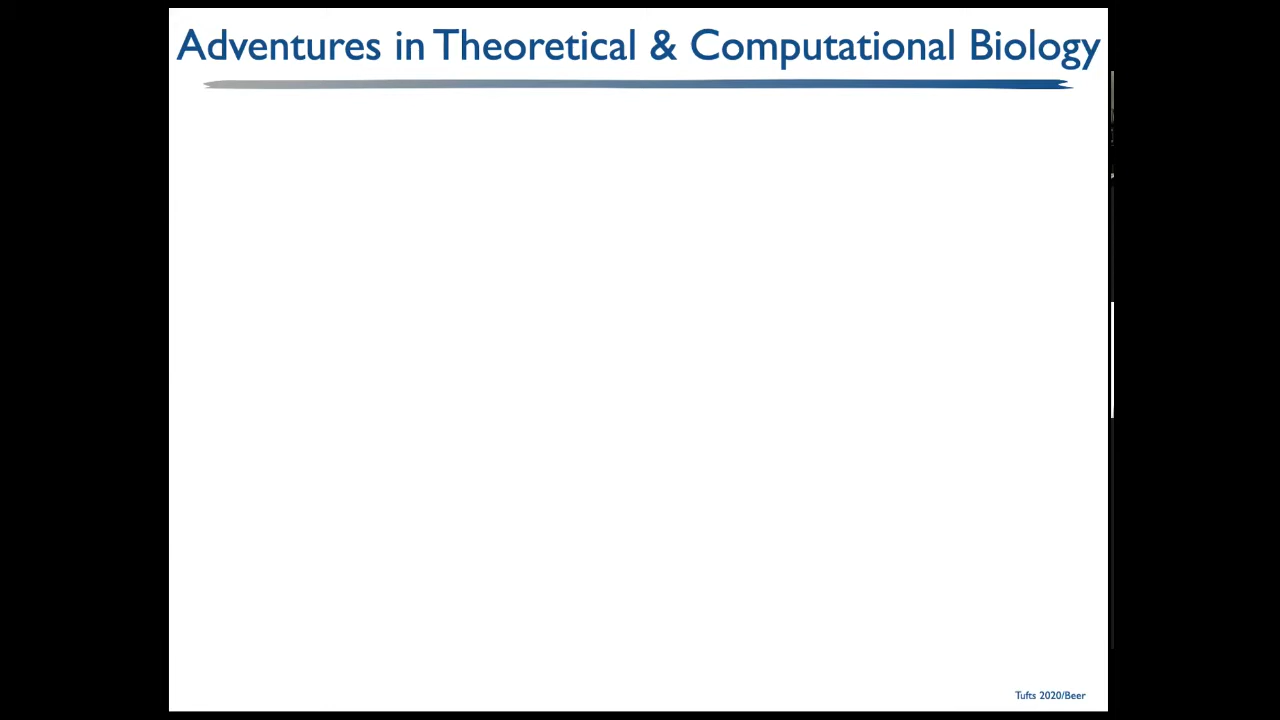 Adventures in Theoretical & Computational Biology
Tufts 2020/Beer